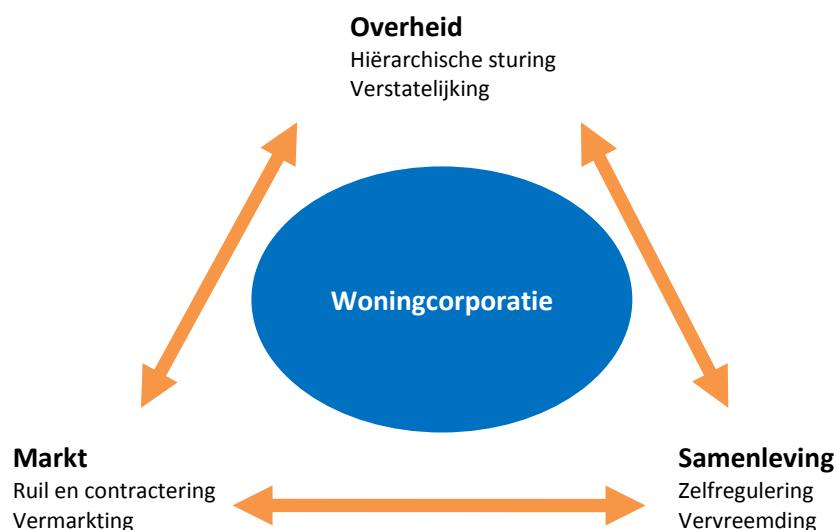 Overheid
Hiërarchische sturing
Verstatelijking
Woningcorporatie
Markt
Ruil en contractering
Vermarkting
Samenleving
Zelfregulering
Vervreemding